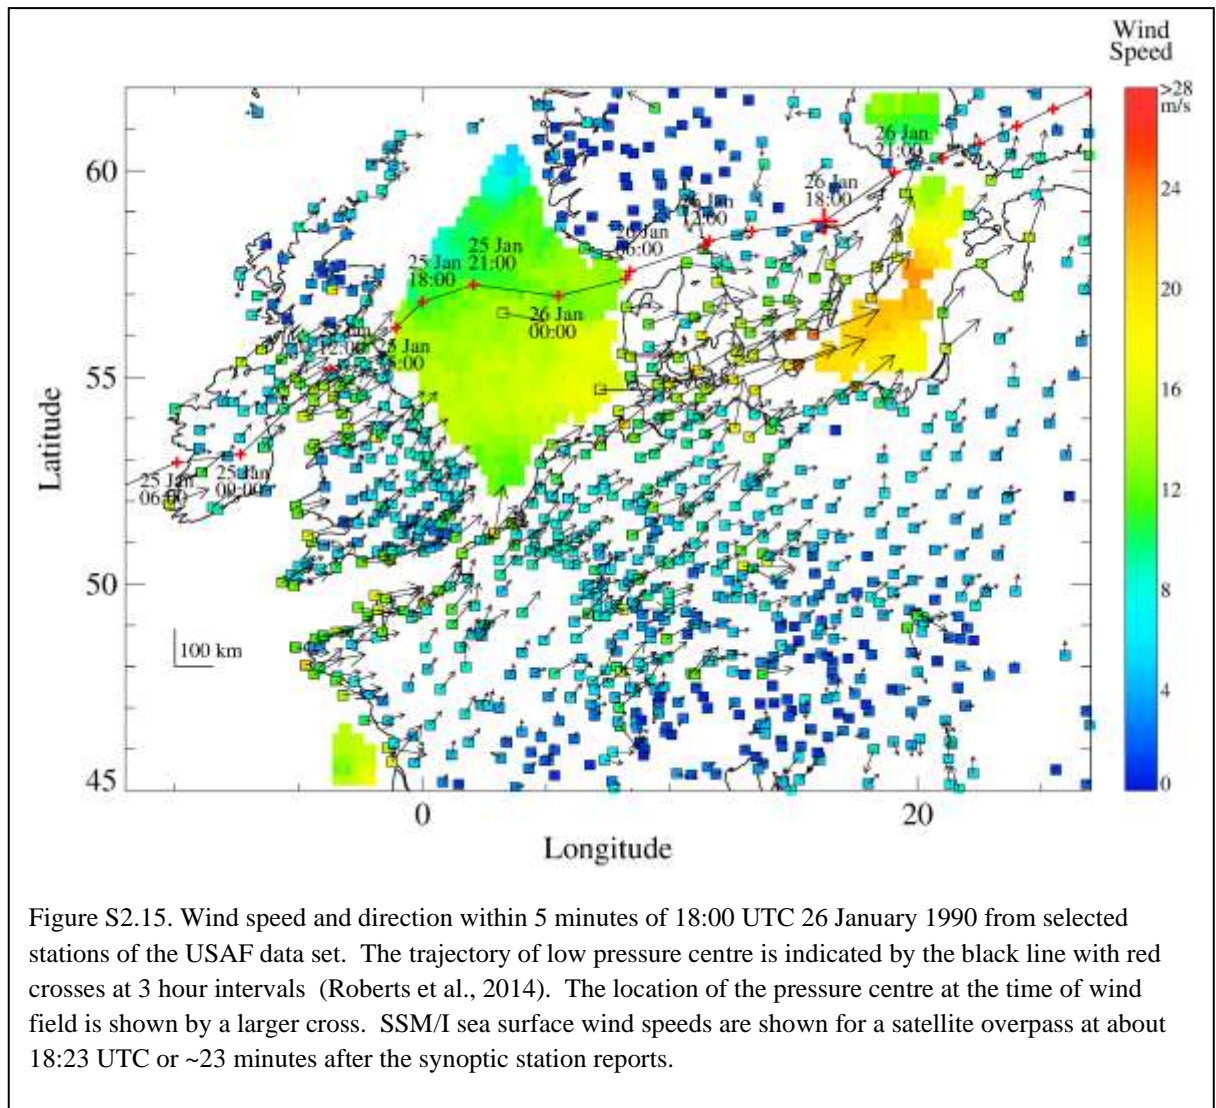 Wind
Speed
>28
m/s
24
20
16
12
8
4
0
60
55
50
45
Latitude
0
20
Longitude
100 km
26 Jan
21:00
26 Jan
18:00
12:00
26 Jan
06:00
25 Jan
21:00
25 Jan
18:00
26 Jan
00:00
25 Jan
06:00
Figure S2.15. Wind speed and direction within 5 minutes of 18:00 UTC 26 January 1990 from selected
stations of the USAF data set. The trajectory of low pressure centre is indicated by the black line with red
crosses at 3 hour intervals (Roberts et al., 2014). The location of the pressure centre at the time of wind
field is shown by a larger cross. SSM/I sea surface wind speeds are shown for a satellite overpass at about
18:23 UTC or ~23 minutes after the synoptic station reports.